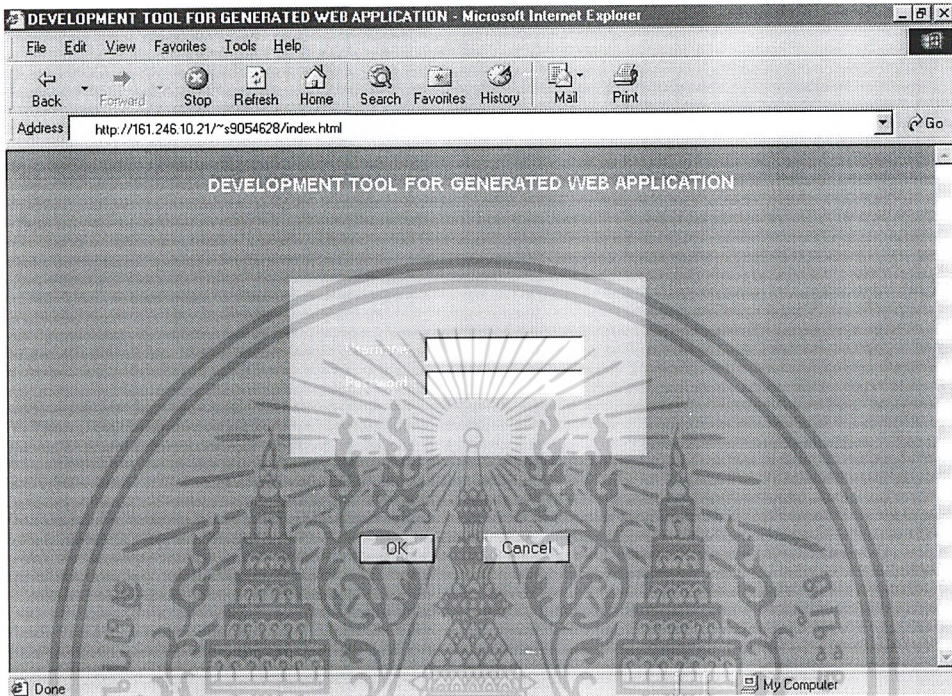 DEVELOPMENT TOOL FOR GENERATED WEB APPLICATION - Microsoft Internet Explorer
File Edit View Favorites Tools Help
Back Forward Stop Refresh Home Search Favorites History Mail Print
Address http://161.246.10.21/~s9054628/index.html Go
DEVELOPMENT TOOL FOR GENERATED WEB APPLICATION
Username :
Password :
OK Cancel
Done My Computer